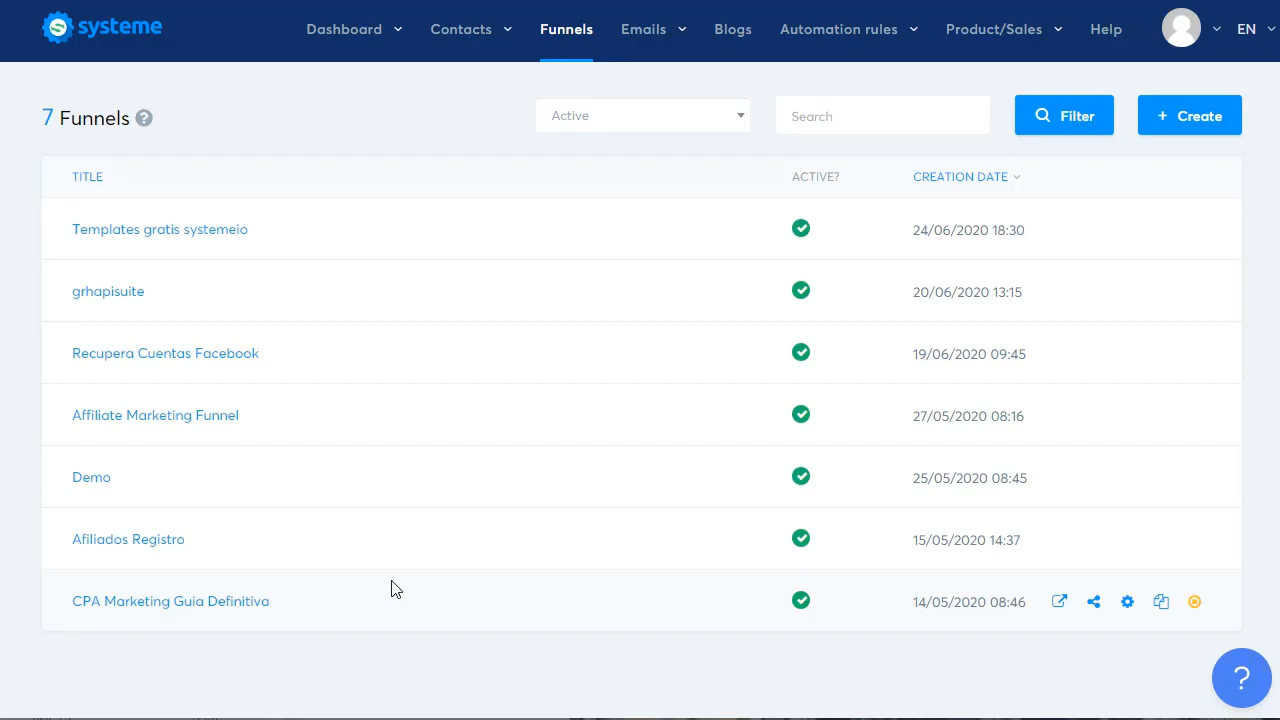 systeme Dashboard Contacts Funnels Emails Blogs Automation rules Product/Sales Help EN
7 Funnels ? Active Search Filter + Create
TITLE ACTIVE? CREATION DATE
Templates gratis systemeio 24/06/2020 18:30
grhapisuite 20/06/2020 13:15
Recupera Cuentas Facebook 19/06/2020 09:45
Affiliate Marketing Funnel 27/05/2020 08:16
Demo 25/05/2020 08:45
Afiliados Registro 15/05/2020 14:37
CPA Marketing Guia Definitiva 14/05/2020 08:46
?